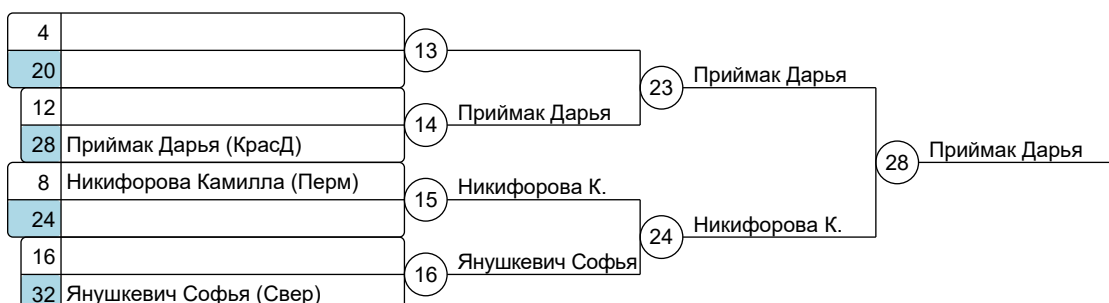 4
20
13
12
28 Приймак Дарья (КрасД)
14
Приймак Дарья
23
Приймак Дарья
8 Никифорова Камилла (Перм)
24
15
Никифорова К.
16
32 Янушкевич Софья (Свер)
16
Янушкевич Софья
24
Никифорова К.
28
Приймак Дарья